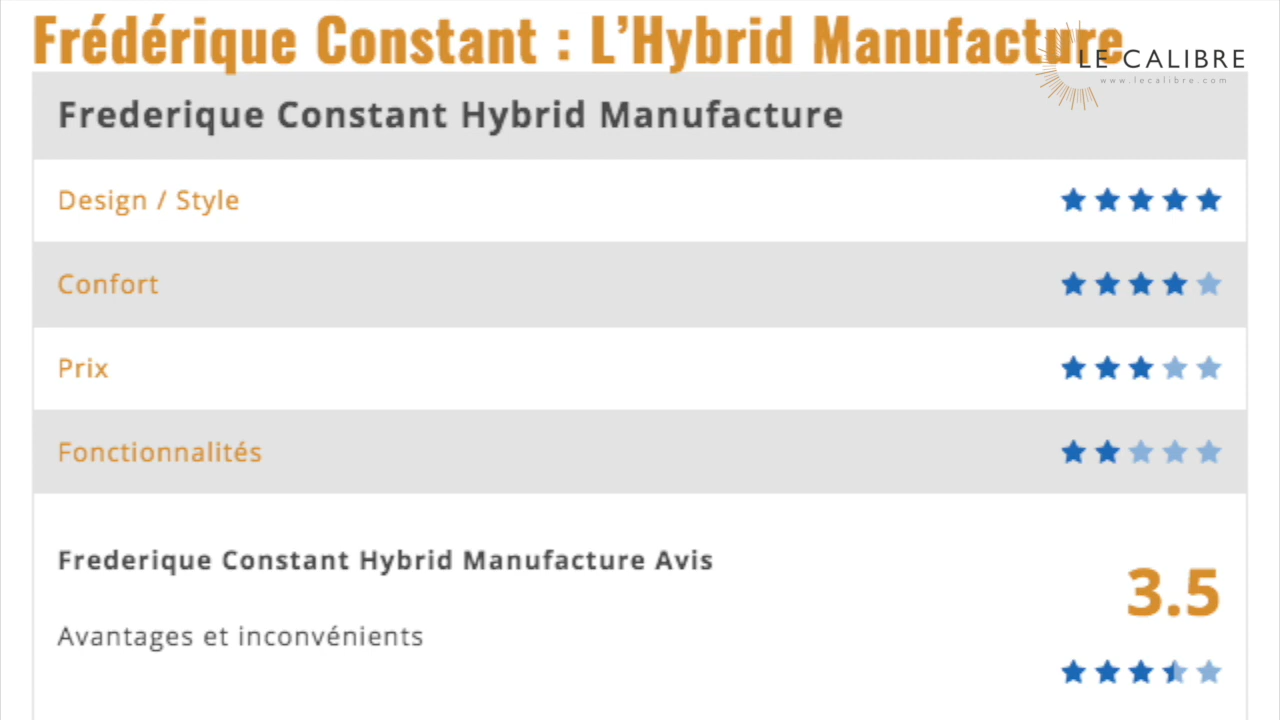 Frédérique Constant : L’Hybrid Manufacture
LE CALIBRE
www.lecalibre.com
Frederique Constant Hybrid Manufacture
Design / Style
Confort
Prix
Fonctionnalités
Frederique Constant Hybrid Manufacture Avis
3.5
Avantages et inconvénients